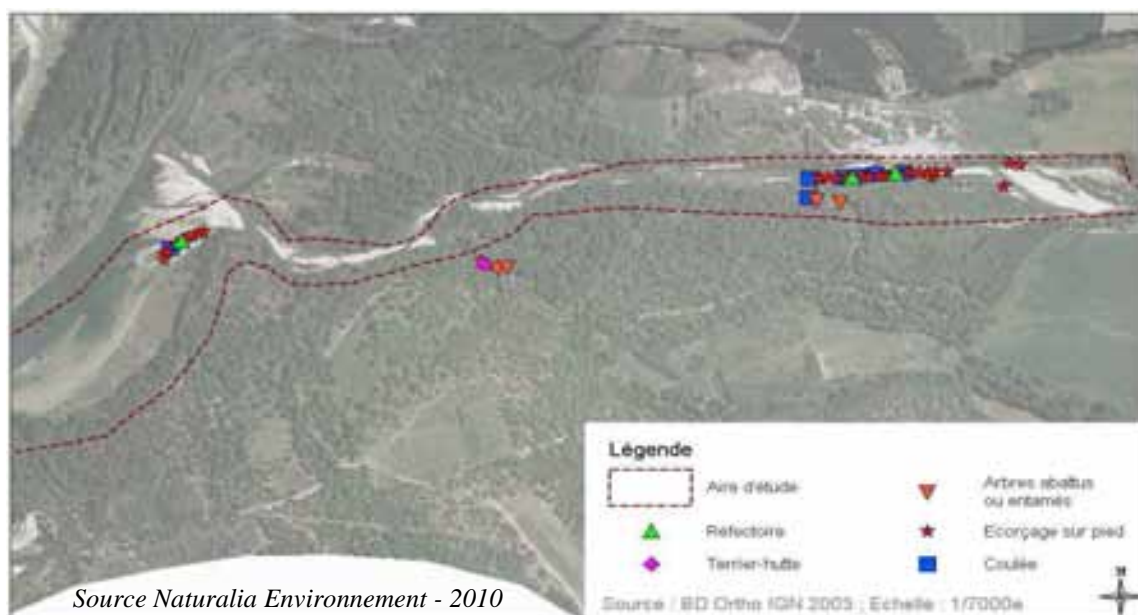 Légende
Aire d'étude
Arbres abattus
ou entamés
Réfectoire
Ecorçage sur pied
Terrier-hutte
Coulée
N
Source / BD Ortho IGN 2003 ; Echelle : 1/7000e
Source Naturalia Environnement - 2010